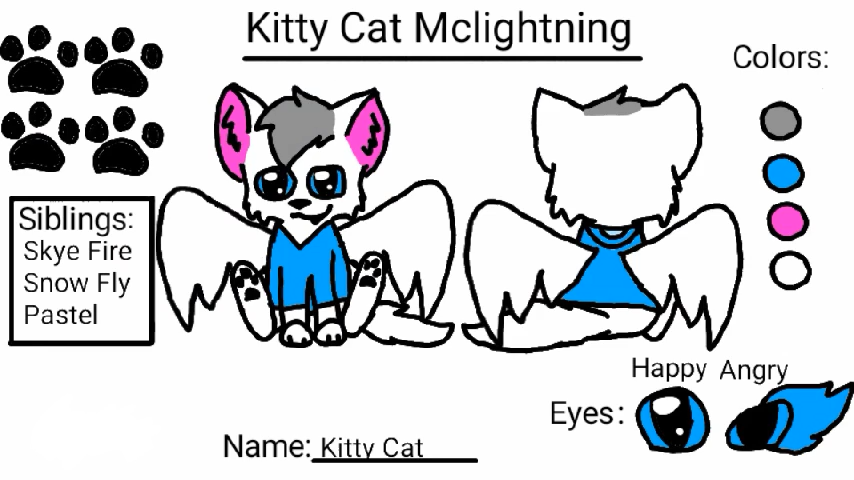 Kitty Cat Mclightning
Colors:
Siblings:
Skye Fire
Snow Fly
Pastel
Happy Angry
Eyes:
Name: Kitty Cat